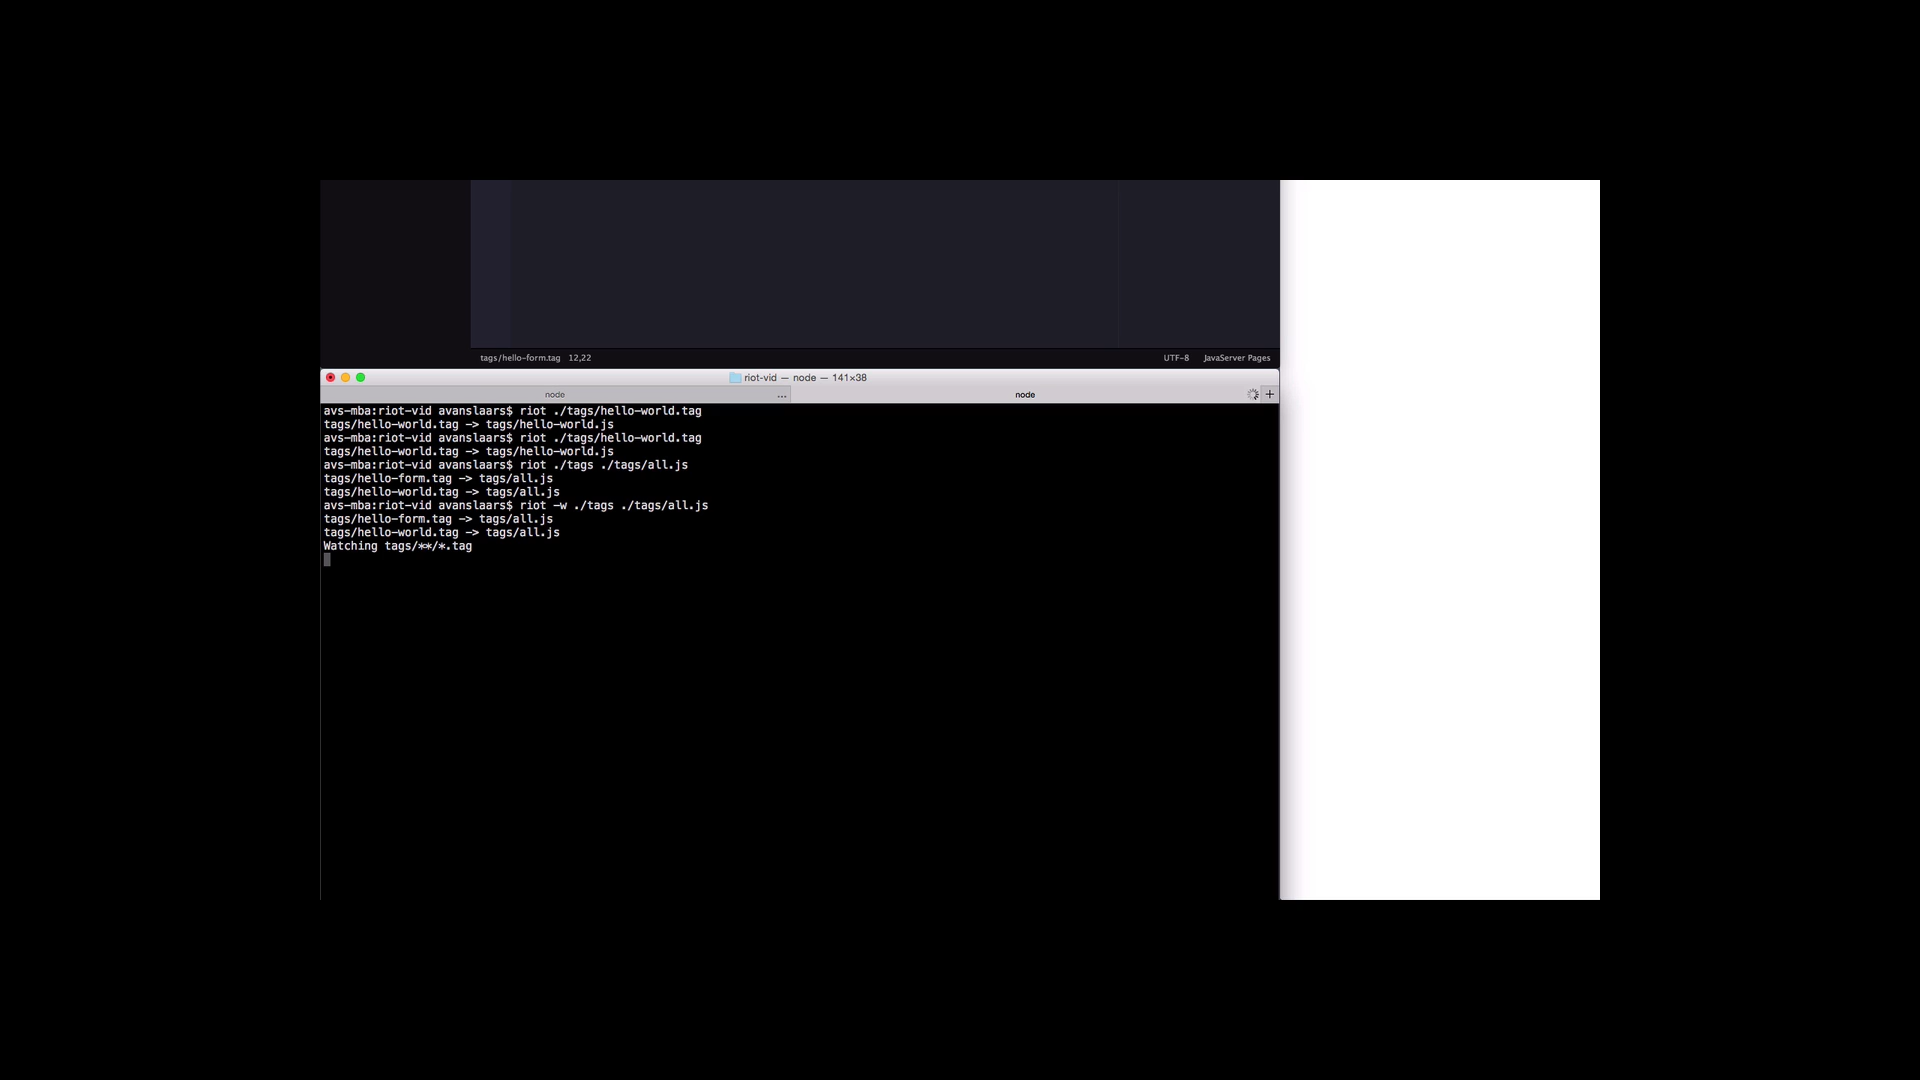 tags/hello-form.tag 12,22 UTF-8 JavaServer Pages
riot-vid — node — 141×38
node ... node +
avs-mba:riot-vid avanslaars$ riot ./tags/hello-world.tag
tags/hello-world.tag -> tags/hello-world.js
avs-mba:riot-vid avanslaars$ riot ./tags/hello-world.tag
tags/hello-world.tag -> tags/hello-world.js
avs-mba:riot-vid avanslaars$ riot ./tags ./tags/all.js
tags/hello-form.tag -> tags/all.js
tags/hello-world.tag -> tags/all.js
avs-mba:riot-vid avanslaars$ riot -w ./tags ./tags/all.js
tags/hello-form.tag -> tags/all.js
tags/hello-world.tag -> tags/all.js
Watching tags/**/*.tag